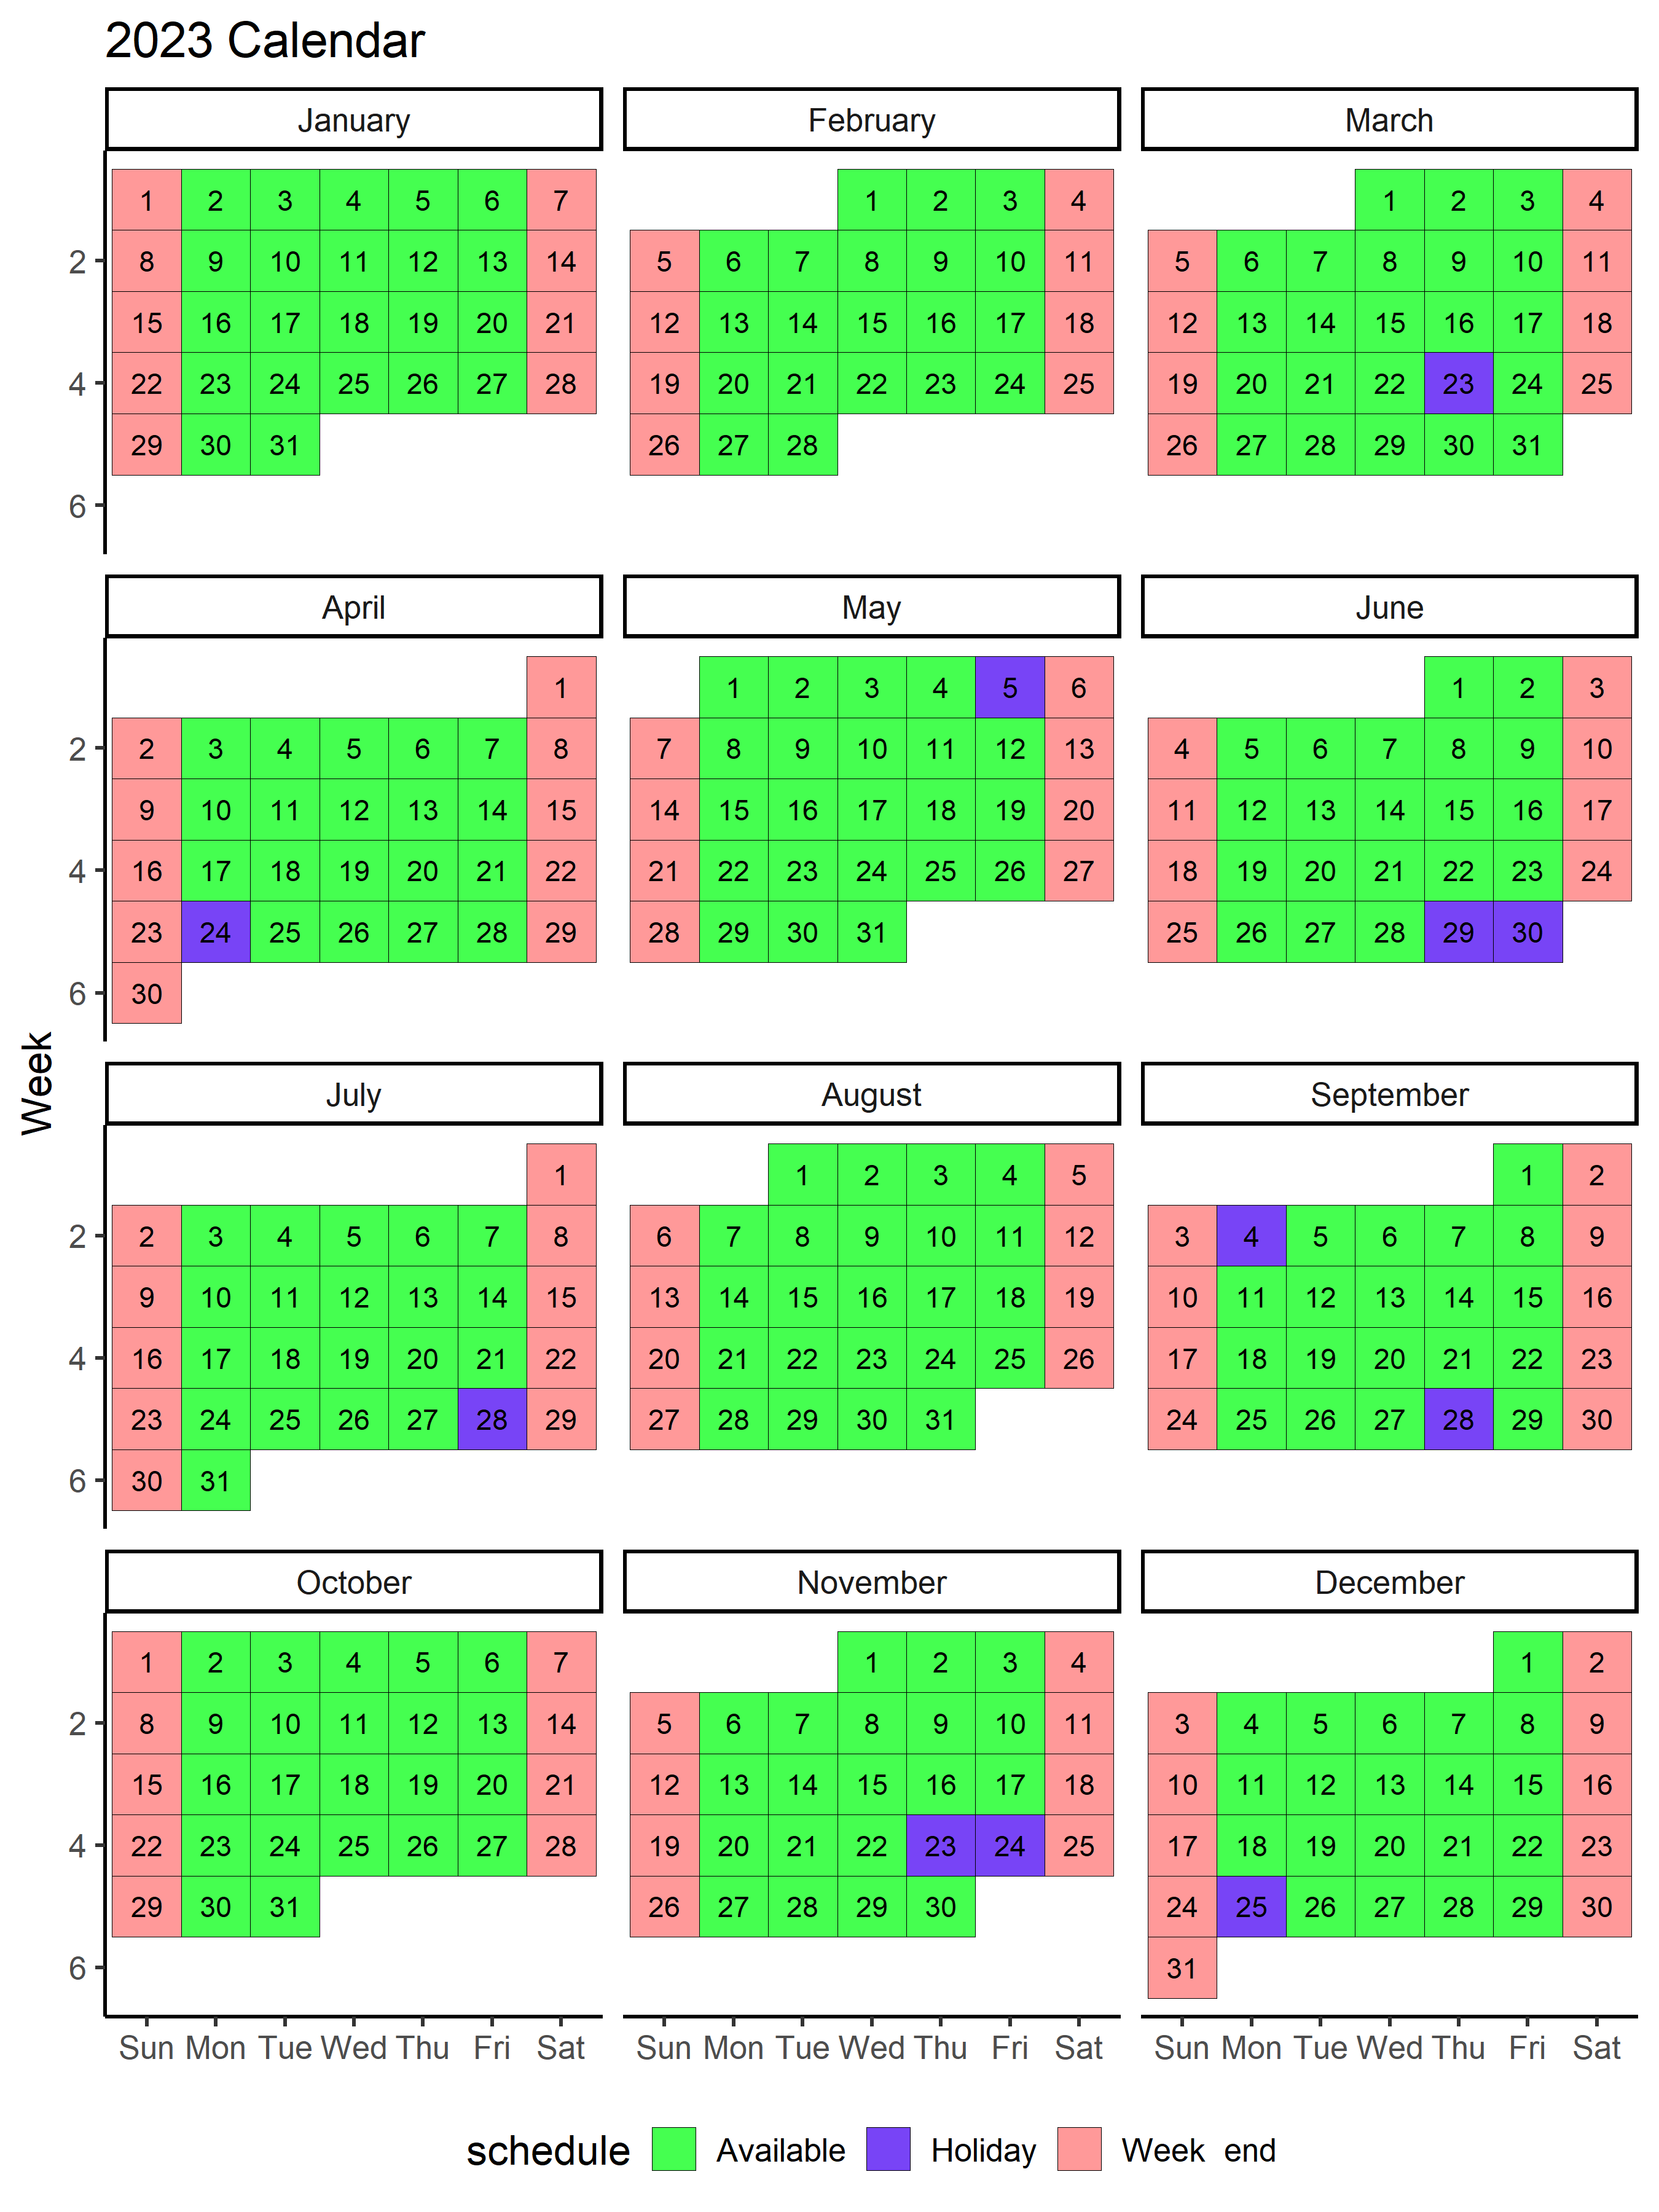 2023 Calendar
January February March
1 2 3 4 5 6 7 1 2 3 4 1 2 3 4
2 8 9 10 11 12 13 14 5 6 7 8 9 10 11 5 6 7 8 9 10 11
15 16 17 18 19 20 21 12 13 14 15 16 17 18 12 13 14 15 16 17 18
4 22 23 24 25 26 27 28 19 20 21 22 23 24 25 19 20 21 22 23 24 25
29 30 31 26 27 28 26 27 28 29 30 31
6
April May June
1 1 2 3 4 5 6 1 2 3
2 2 3 4 5 6 7 8 7 8 9 10 11 12 13 4 5 6 7 8 9 10
9 10 11 12 13 14 15 14 15 16 17 18 19 20 11 12 13 14 15 16 17
4 16 17 18 19 20 21 22 21 22 23 24 25 26 27 18 19 20 21 22 23 24
23 24 25 26 27 28 29 28 29 30 31 25 26 27 28 29 30
6 30
Week
July August September
1 1 2 3 4 5 1 2
2 2 3 4 5 6 7 8 6 7 8 9 10 11 12 3 4 5 6 7 8 9
9 10 11 12 13 14 15 13 14 15 16 17 18 19 10 11 12 13 14 15 16
4 16 17 18 19 20 21 22 20 21 22 23 24 25 26 17 18 19 20 21 22 23
23 24 25 26 27 28 29 27 28 29 30 31 24 25 26 27 28 29 30
6 30 31
October November December
1 2 3 4 5 6 7 1 2 3 4 1 2
2 8 9 10 11 12 13 14 5 6 7 8 9 10 11 3 4 5 6 7 8 9
15 16 17 18 19 20 21 12 13 14 15 16 17 18 10 11 12 13 14 15 16
4 22 23 24 25 26 27 28 19 20 21 22 23 24 25 17 18 19 20 21 22 23
29 30 31 26 27 28 29 30 24 25 26 27 28 29 30
6 31
Sun Mon Tue Wed Thu Fri Sat Sun Mon Tue Wed Thu Fri Sat Sun Mon Tue Wed Thu Fri Sat
schedule Available Holiday Week end